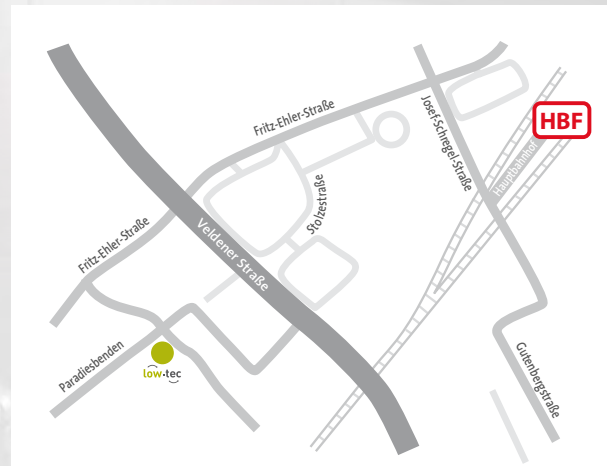 Fritz-Ehler-Straße
Josef-Schregel-Straße
HBF
Hauptbahnhof
Stolzestraße
Fritz-Ehler-Straße
Veldener Straße
Paradiesbenden
low-tec
Gutenbergstraße